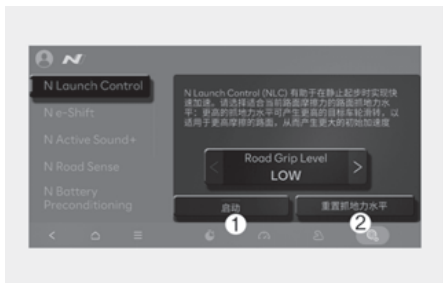 N
N Launch Control
N e-Shift
N Active Sound+
N Road Sense
N Battery
Preconditioning
N Launch Control (NLC) 有助于在静止起步时实现快
速加速。请选择适合当前路面摩擦力的路面抓地力水
平；更高的抓地力水平可产生更高的目标车轮滑转，以
适用于更高摩擦的路面，从而产生更大的初始加速度
Road Grip Level
LOW
启动
重置抓地力水平
1
2